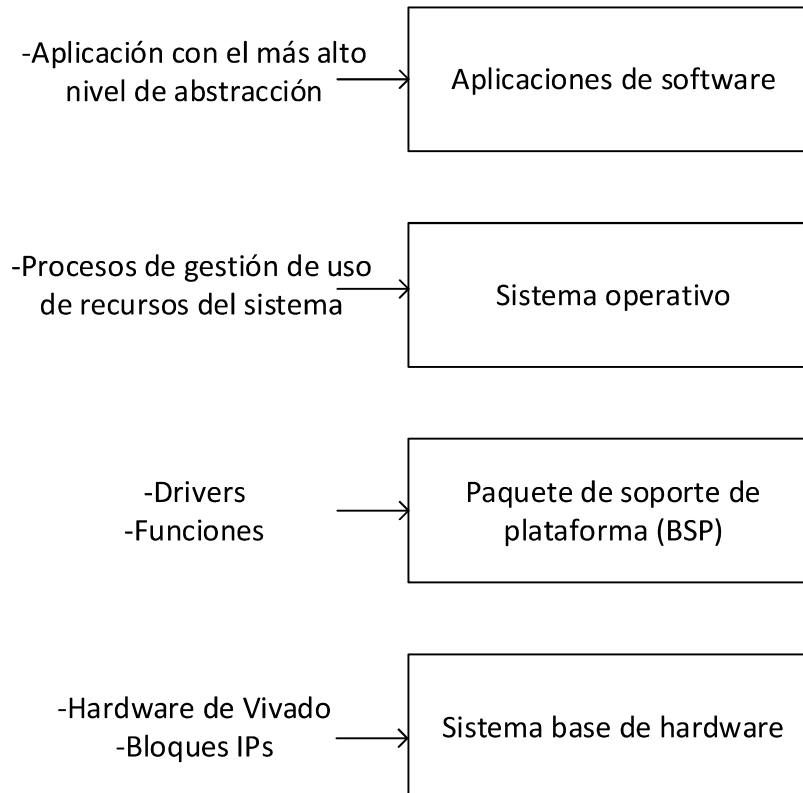 -Aplicación con el más alto
nivel de abstracción
Aplicaciones de software
-Procesos de gestión de uso
de recursos del sistema
Sistema operativo
-Drivers
-Funciones
Paquete de soporte de
plataforma (BSP)
-Hardware de Vivado
-Bloques IPs
Sistema base de hardware